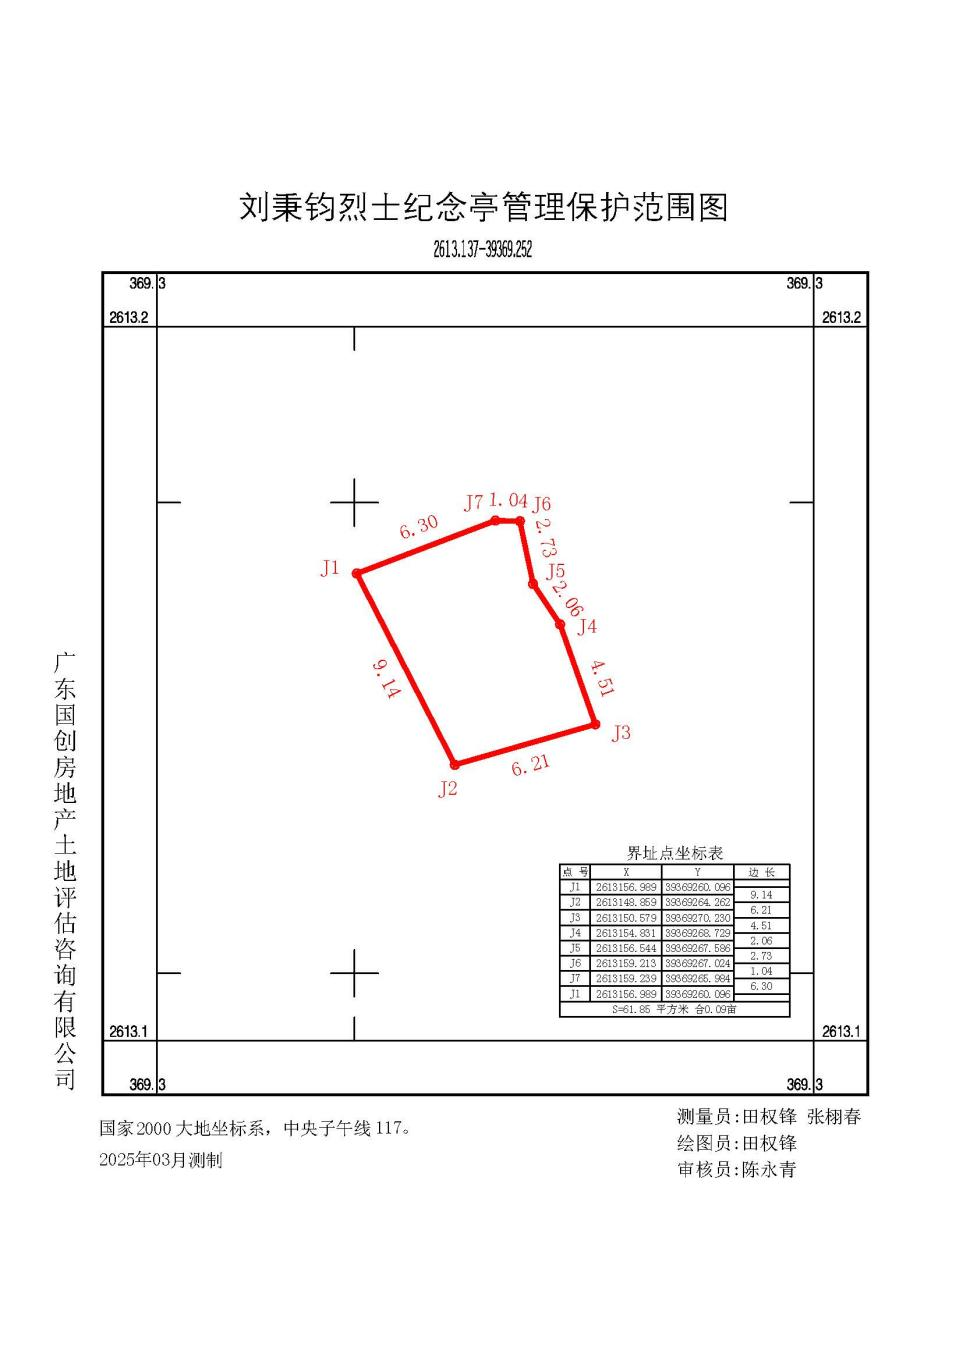 刘秉钧烈士纪念亭管理保护范围图
2613.137-39369.252
369.3 369.3
2613.2 2613.2
J7 1.04 J6
6.30 2.73
J1 J5
2.06
J4
9.14 4.51
J3
6.21
J2
广东国创房地产土地评估咨询有限公司
界址点坐标表
点号 X Y 边长
J1 2613156.989 39369260.096
9.14
J2 2613148.859 39369264.262
6.21
J3 2613150.579 39369270.230
4.51
J4 2613154.831 39369268.729
2.06
J5 2613156.544 39369267.586
2.73
J6 2613159.213 39369267.024
1.04
J7 2613159.239 39369265.984
6.30
J1 2613156.989 39369260.096
S=61.85 平方米 合0.09亩
2613.1 2613.1
369.3 369.3
国家2000大地坐标系，中央子午线117。
2025年03月测制
测量员:田权锋 张栩春
绘图员:田权锋
审核员:陈永青